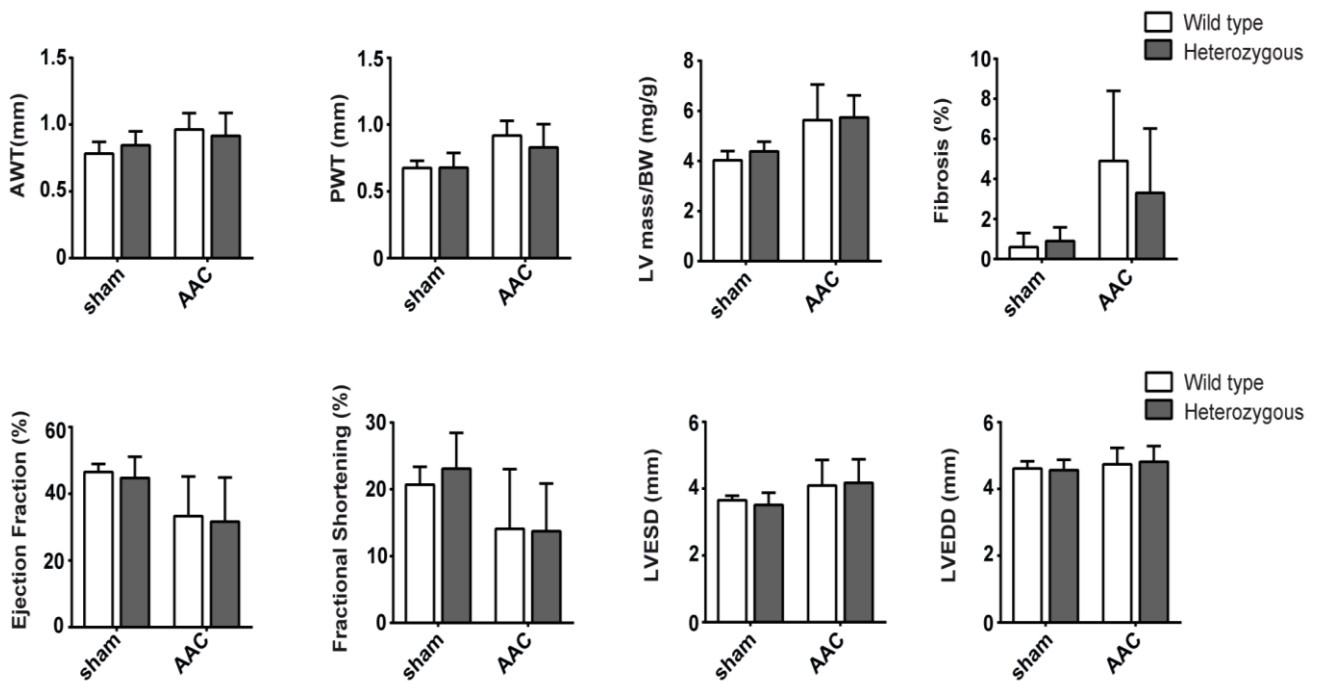 Wild type
Heterozygous
AWT(mm)
1.5
1.0
0.5
0
sham
AAC
PWT (mm)
1.5
1.0
0.5
0
sham
AAC
LV mass/BW (mg/g)
8
6
4
2
0
sham
AAC
Fibrosis (%)
10
8
6
4
2
0
sham
AAC
Wild type
Heterozygous
Ejection Fraction (%)
60
40
20
0
sham
AAC
Fractional Shortening (%)
30
20
10
0
sham
AAC
LVESD (mm)
6
4
2
0
sham
AAC
LVEDD (mm)
6
4
2
0
sham
AAC